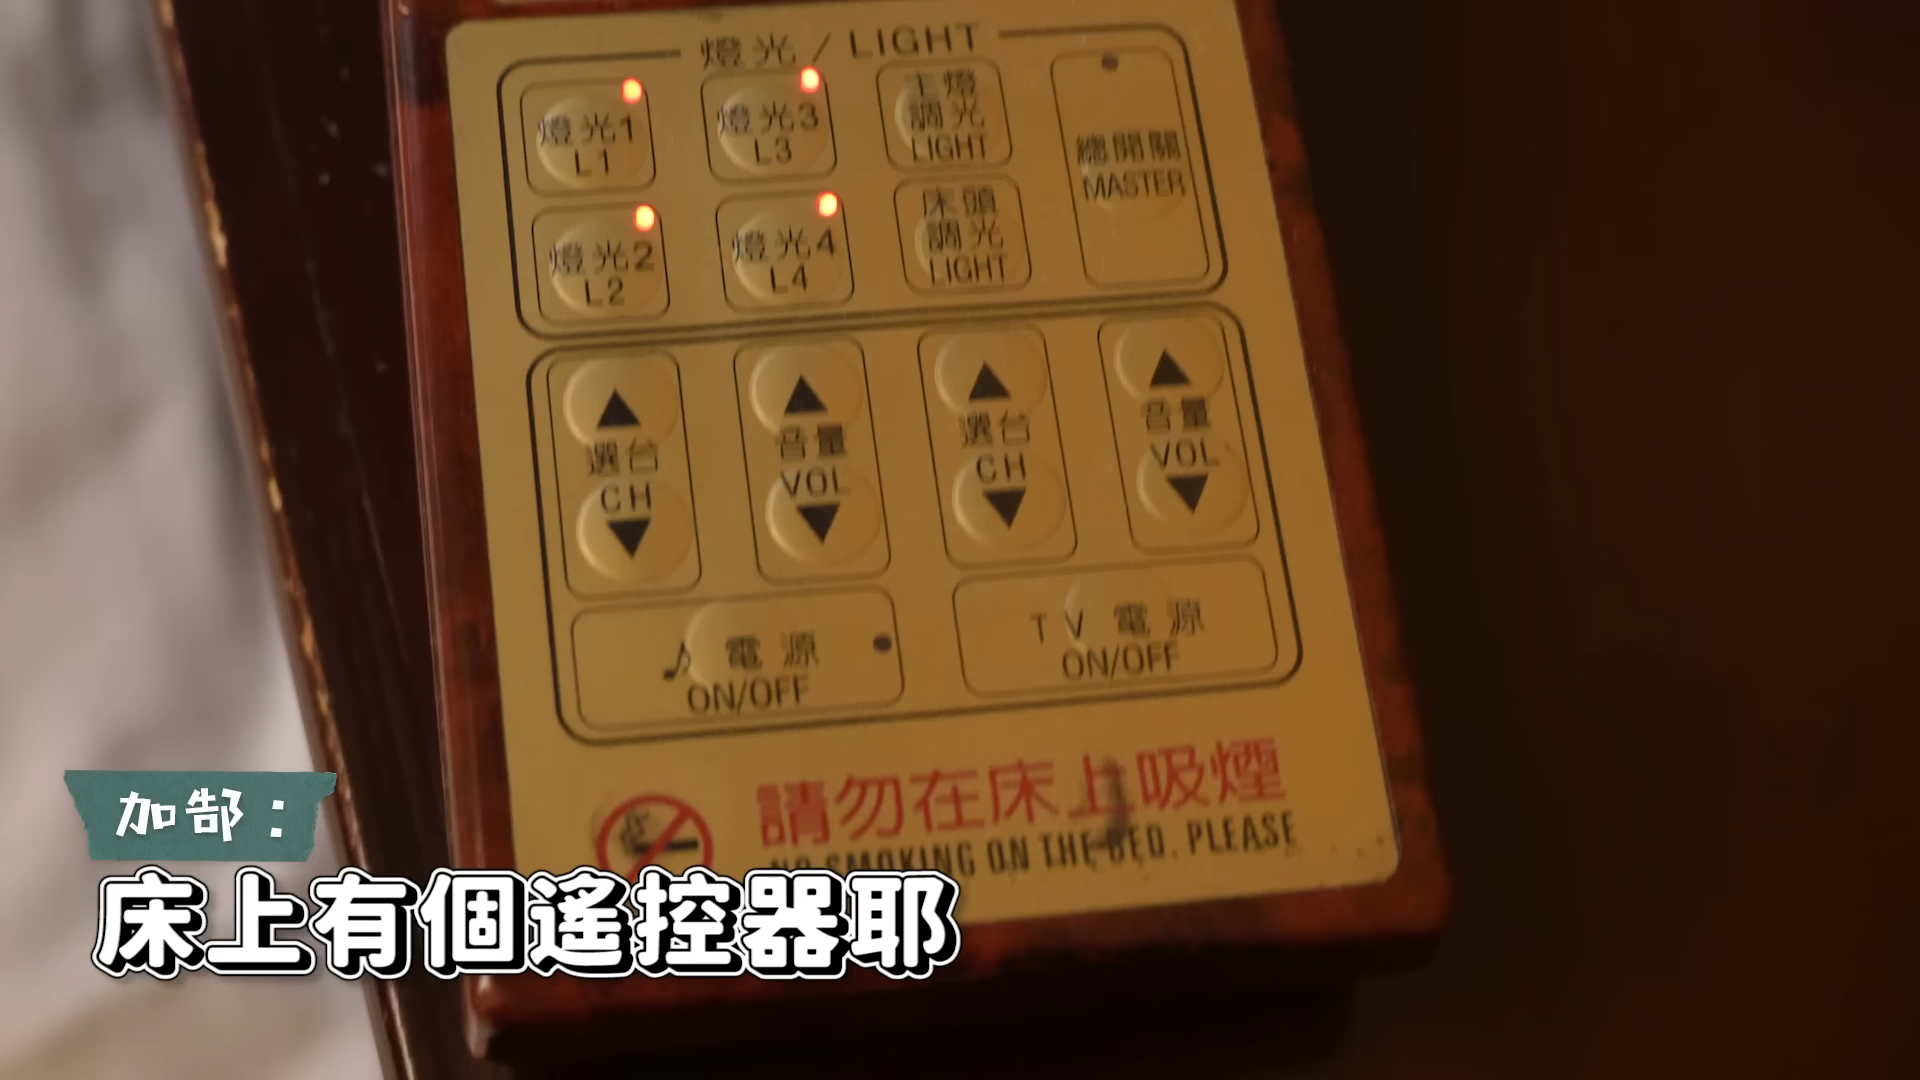 燈光/LIGHT
燈光1
L1
燈光3
L3
主燈
調光
LIGHT
總開關
MASTER
燈光2
L2
燈光4
L4
床頭
調光
LIGHT
▲
選台
CH
▼
▲
音量
VOL
▼
▲
選台
CH
▼
▲
音量
VOL
▼
♪ 電源
ON/OFF
TV 電源
ON/OFF
請勿在床上吸煙
NO SMOKING ON THE BED. PLEASE
加郜：
床上有個遙控器耶